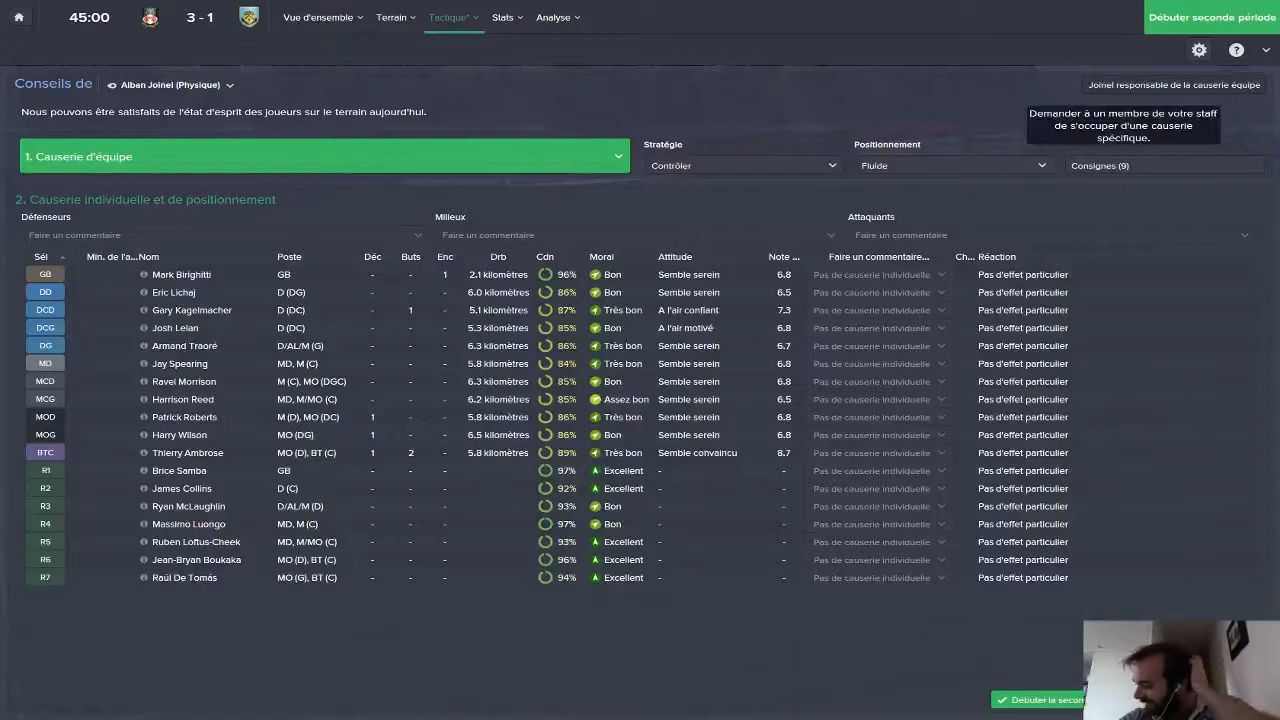 45:00 3 - 1 Vue d'ensemble Terrain Tactique* Stats Analyse Débuter seconde période
Conseils de Alban Joinel (Physique) Joinel responsable de la causerie équipe
Nous pouvons être satisfaits de l'état d'esprit des joueurs sur le terrain aujourd'hui.
Demander à un membre de votre staff
de s'occuper d'une causerie
spécifique.
Stratégie Positionnement
1. Causerie d'équipe Contrôler Fluide Consignes (9)
2. Causerie individuelle et de positionnement
Défenseurs Milieux Attaquants
Faire un commentaire Faire un commentaire Faire un commentaire
Sél Min. de l'a... Nom Poste Déc Buts Enc Drb Cdn Moral Attitude Note ... Faire un commentaire... Ch... Réaction
GB Mark Birighitti GB - - 1 2.1 kilomètres 96% Bon Semble serein 6.8 Pas de causerie individuelle Pas d'effet particulier
DD Eric Lichaj D (DG) - - - 6.0 kilomètres 86% Bon Semble serein 6.5 Pas de causerie individuelle Pas d'effet particulier
DCD Gary Kagelmacher D (DC) - 1 - 5.1 kilomètres 87% Très bon A l'air confiant 7.3 Pas de causerie individuelle Pas d'effet particulier
DCG Josh Lelan D (DC) - - - 5.3 kilomètres 85% Bon A l'air motivé 6.8 Pas de causerie individuelle Pas d'effet particulier
DG Armand Traoré D/AL/M (G) - - - 6.3 kilomètres 86% Très bon Semble serein 6.7 Pas de causerie individuelle Pas d'effet particulier
MD Jay Spearing MD, M (C) - - - 5.8 kilomètres 84% Très bon Semble serein 6.8 Pas de causerie individuelle Pas d'effet particulier
MCD Ravel Morrison M (C), MO (DGC) - - - 6.3 kilomètres 85% Bon Semble serein 6.8 Pas de causerie individuelle Pas d'effet particulier
MCG Harrison Reed MD, M/MO (C) - - - 6.2 kilomètres 85% Assez bon Semble serein 6.5 Pas de causerie individuelle Pas d'effet particulier
MOD Patrick Roberts M (D), MO (DC) 1 - - 5.8 kilomètres 86% Très bon Semble serein 6.8 Pas de causerie individuelle Pas d'effet particulier
MOG Harry Wilson MO (DG) 1 - - 6.5 kilomètres 86% Bon Semble serein 6.8 Pas de causerie individuelle Pas d'effet particulier
BTC Thierry Ambrose MO (D), BT (C) 1 2 - 5.8 kilomètres 89% Très bon Semble convaincu 8.7 Pas de causerie individuelle Pas d'effet particulier
R1 Brice Samba GB - - - 97% Excellent - - Pas de causerie individuelle Pas d'effet particulier
R2 James Collins D (C) - - - 92% Excellent - - Pas de causerie individuelle Pas d'effet particulier
R3 Ryan McLaughlin D/AL/M (D) - - - 93% Bon - - Pas de causerie individuelle Pas d'effet particulier
R4 Massimo Luongo MD, M (C) - - - 97% Bon - - Pas de causerie individuelle Pas d'effet particulier
R5 Ruben Loftus-Cheek MD, M/MO (C) - - - 93% Excellent - - Pas de causerie individuelle Pas d'effet particulier
R6 Jean-Bryan Boukaka MO (D), BT (C) - - - 96% Excellent - - Pas de causerie individuelle Pas d'effet particulier
R7 Raúl De Tomás MO (G), BT (C) - - - 94% Excellent - - Pas de causerie individuelle Pas d'effet particulier
Débuter la secon